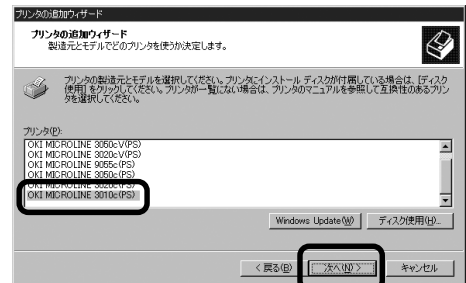 プリンタの追加ウィザード
プリンタの追加ウィザード
製造元とモデルでどのプリンタを使うか決定します。
プリンタの製造元とモデルを選択してください。プリンタにインストール ディスクが付属している場合は、[ディスク
使用] をクリックしてください。プリンタが一覧にない場合は、プリンタのマニュアルを参照して互換性のあるプリン
タを選択してください。
プリンタ(P):
OKI MICROLINE 3050cV(PS)
OKI MICROLINE 3020cV(PS)
OKI MICROLINE 9055c(PS)
OKI MICROLINE 3050c(PS)
OKI MICROLINE 3020c(PS)
OKI MICROLINE 3010c(PS)
Windows Update(W)
ディスク使用(H)...
< 戻る(B)
次へ(N) >
キャンセル